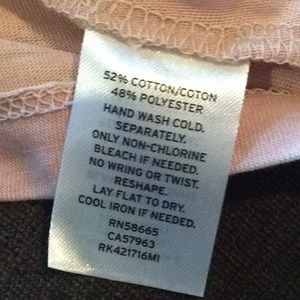 52% COTTON/COTON
48% POLYESTER
HAND WASH COLD.
SEPARATELY.
ONLY NON-CHLORINE
BLEACH IF NEEDED.
NO WRING OR TWIST.
RESHAPE.
LAY FLAT TO DRY.
COOL IRON IF NEEDED.
RN58665
CA57963
RK421716MI